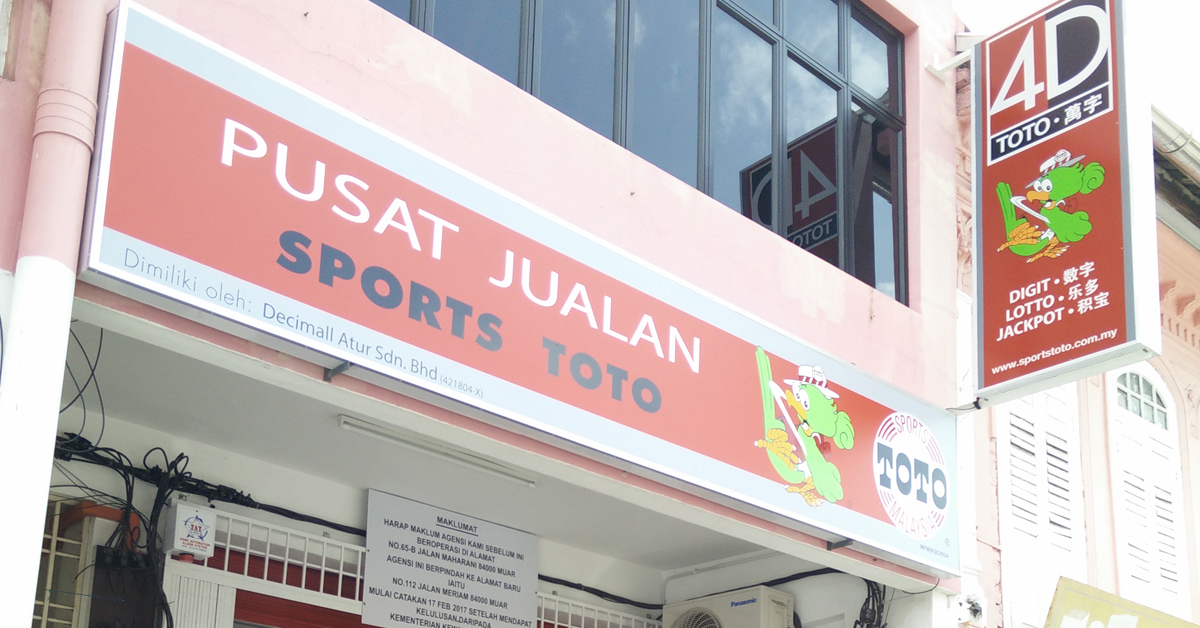 PUSAT JUALAN
SPORTS TOTO
Dimiliki oleh: Decimall Atur Sdn. Bhd (421804-X)
SPORTS
TOTO
MALAYSIA
4D
TOTO · 萬字
DIGIT · 数字
LOTTO · 乐多
JACKPOT · 积宝
www.sportstoto.com.my
MAKLUMAT
HARAP MAKLUM AGENSI KAMI SEBELUM INI
BEROPERASI DI ALAMAT
NO.65-B JALAN MAHARANI 84000 MUAR
AGENSI INI BERPINDAH KE ALAMAT BARU
IAITU
NO.112 JALAN MERIAM 84000 MUAR
MULAI CATAKAN 17 FEB 2017 SETELAH MENDAPAT
KELULUSAN.DARIPADA
TAT
Panasonic